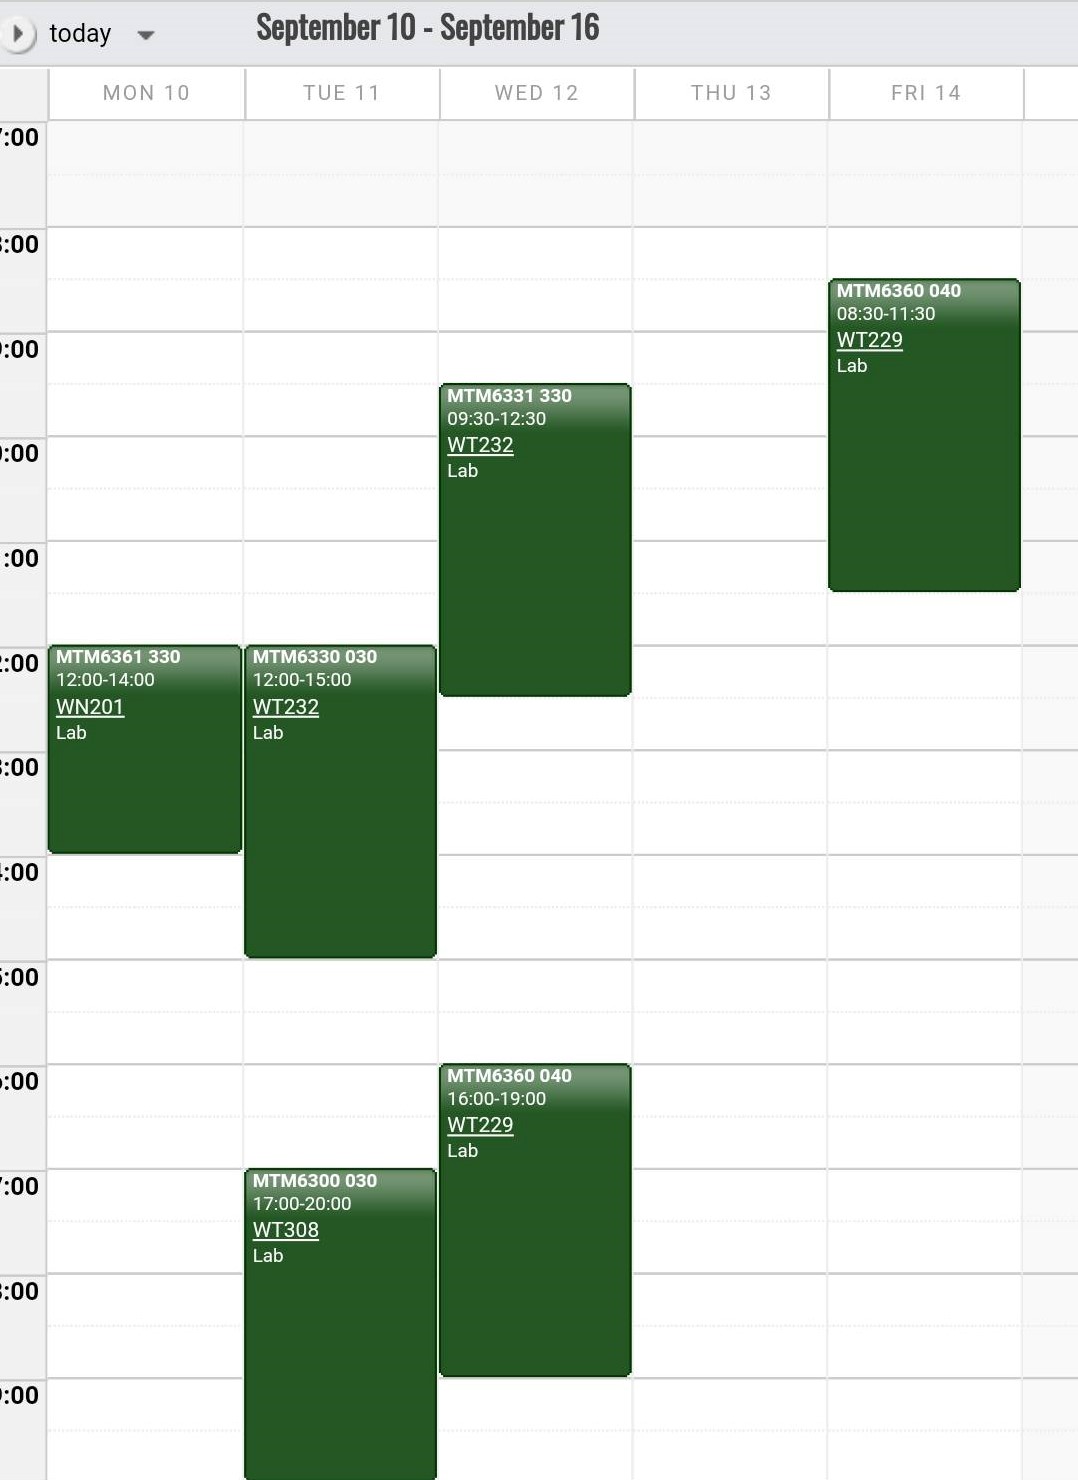 today
September 10 - September 16
MON 10
TUE 11
WED 12
THU 13
FRI 14
:00
:00
:00
:00
:00
:00
:00
:00
:00
:00
:00
:00
:00
MTM6361 330
12:00-14:00
WN201
Lab
MTM6330 030
12:00-15:00
WT232
Lab
MTM6300 030
17:00-20:00
WT308
Lab
MTM6331 330
09:30-12:30
WT232
Lab
MTM6360 040
16:00-19:00
WT229
Lab
MTM6360 040
08:30-11:30
WT229
Lab